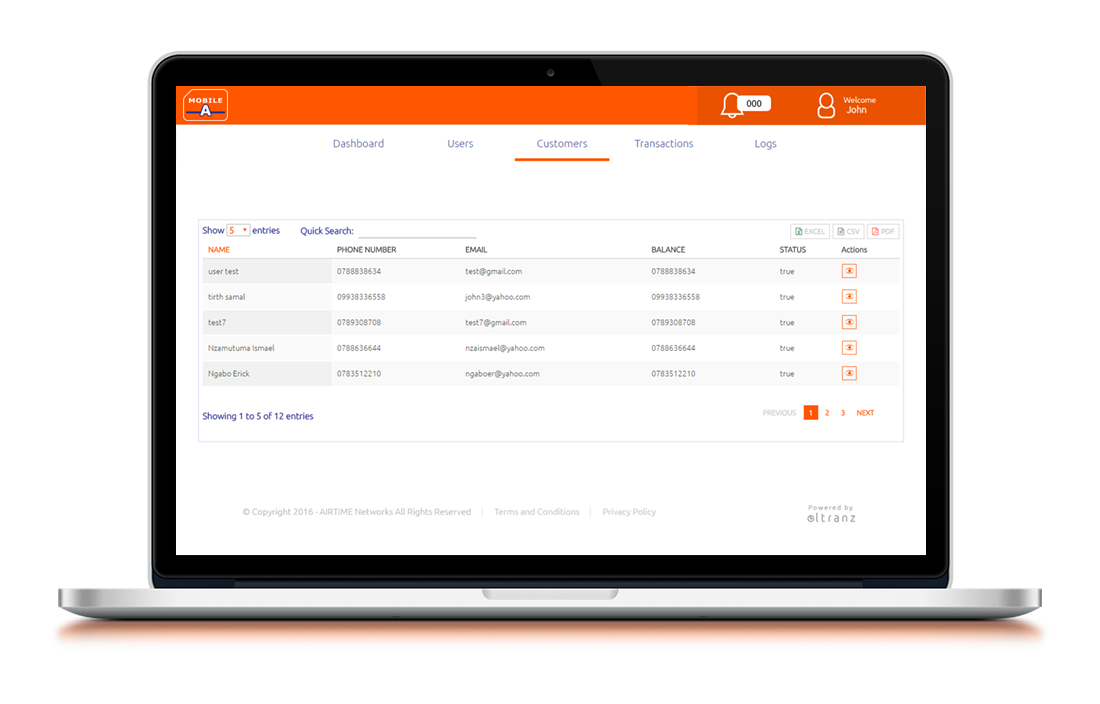 MOBILE
A
000
Welcome
John
Dashboard Users Customers Transactions Logs
Show 5 entries Quick Search: EXCEL CSV PDF
NAME PHONE NUMBER EMAIL BALANCE STATUS Actions
user test 0788838634 test@gmail.com 0788838634 true
tirth samal 09938336558 john3@yahoo.com 09938336558 true
test7 0789308708 test7@gmail.com 0789308708 true
Nzamutuma Ismael 0788636644 nzaismael@yahoo.com 0788636644 true
Ngabo Erick 0783512210 ngaboer@yahoo.com 0783512210 true
Showing 1 to 5 of 12 entries PREVIOUS 1 2 3 NEXT
© Copyright 2016 - AIRTIME Networks All Rights Reserved | Terms and Conditions | Privacy Policy
Powered by
oltranz